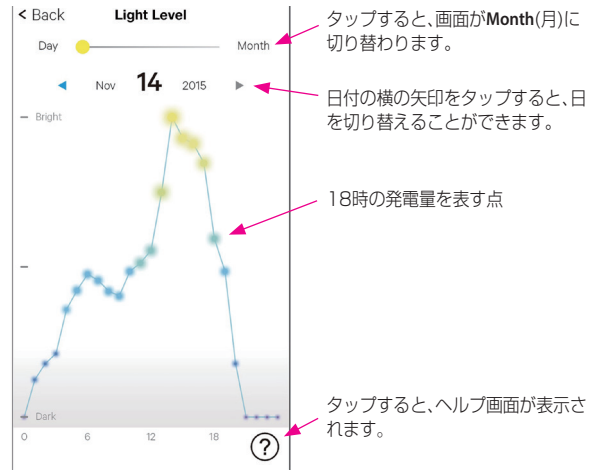 < Back Light Level
Day Month
Nov 14 2015
Bright
Dark
0 6 12 18
?
タップすると、画面がMonth(月)に
切り替わります。
日付の横の矢印をタップすると、日
を切り替えることができます。
18時の発電量を表す点
タップすると、ヘルプ画面が表示さ
れます。